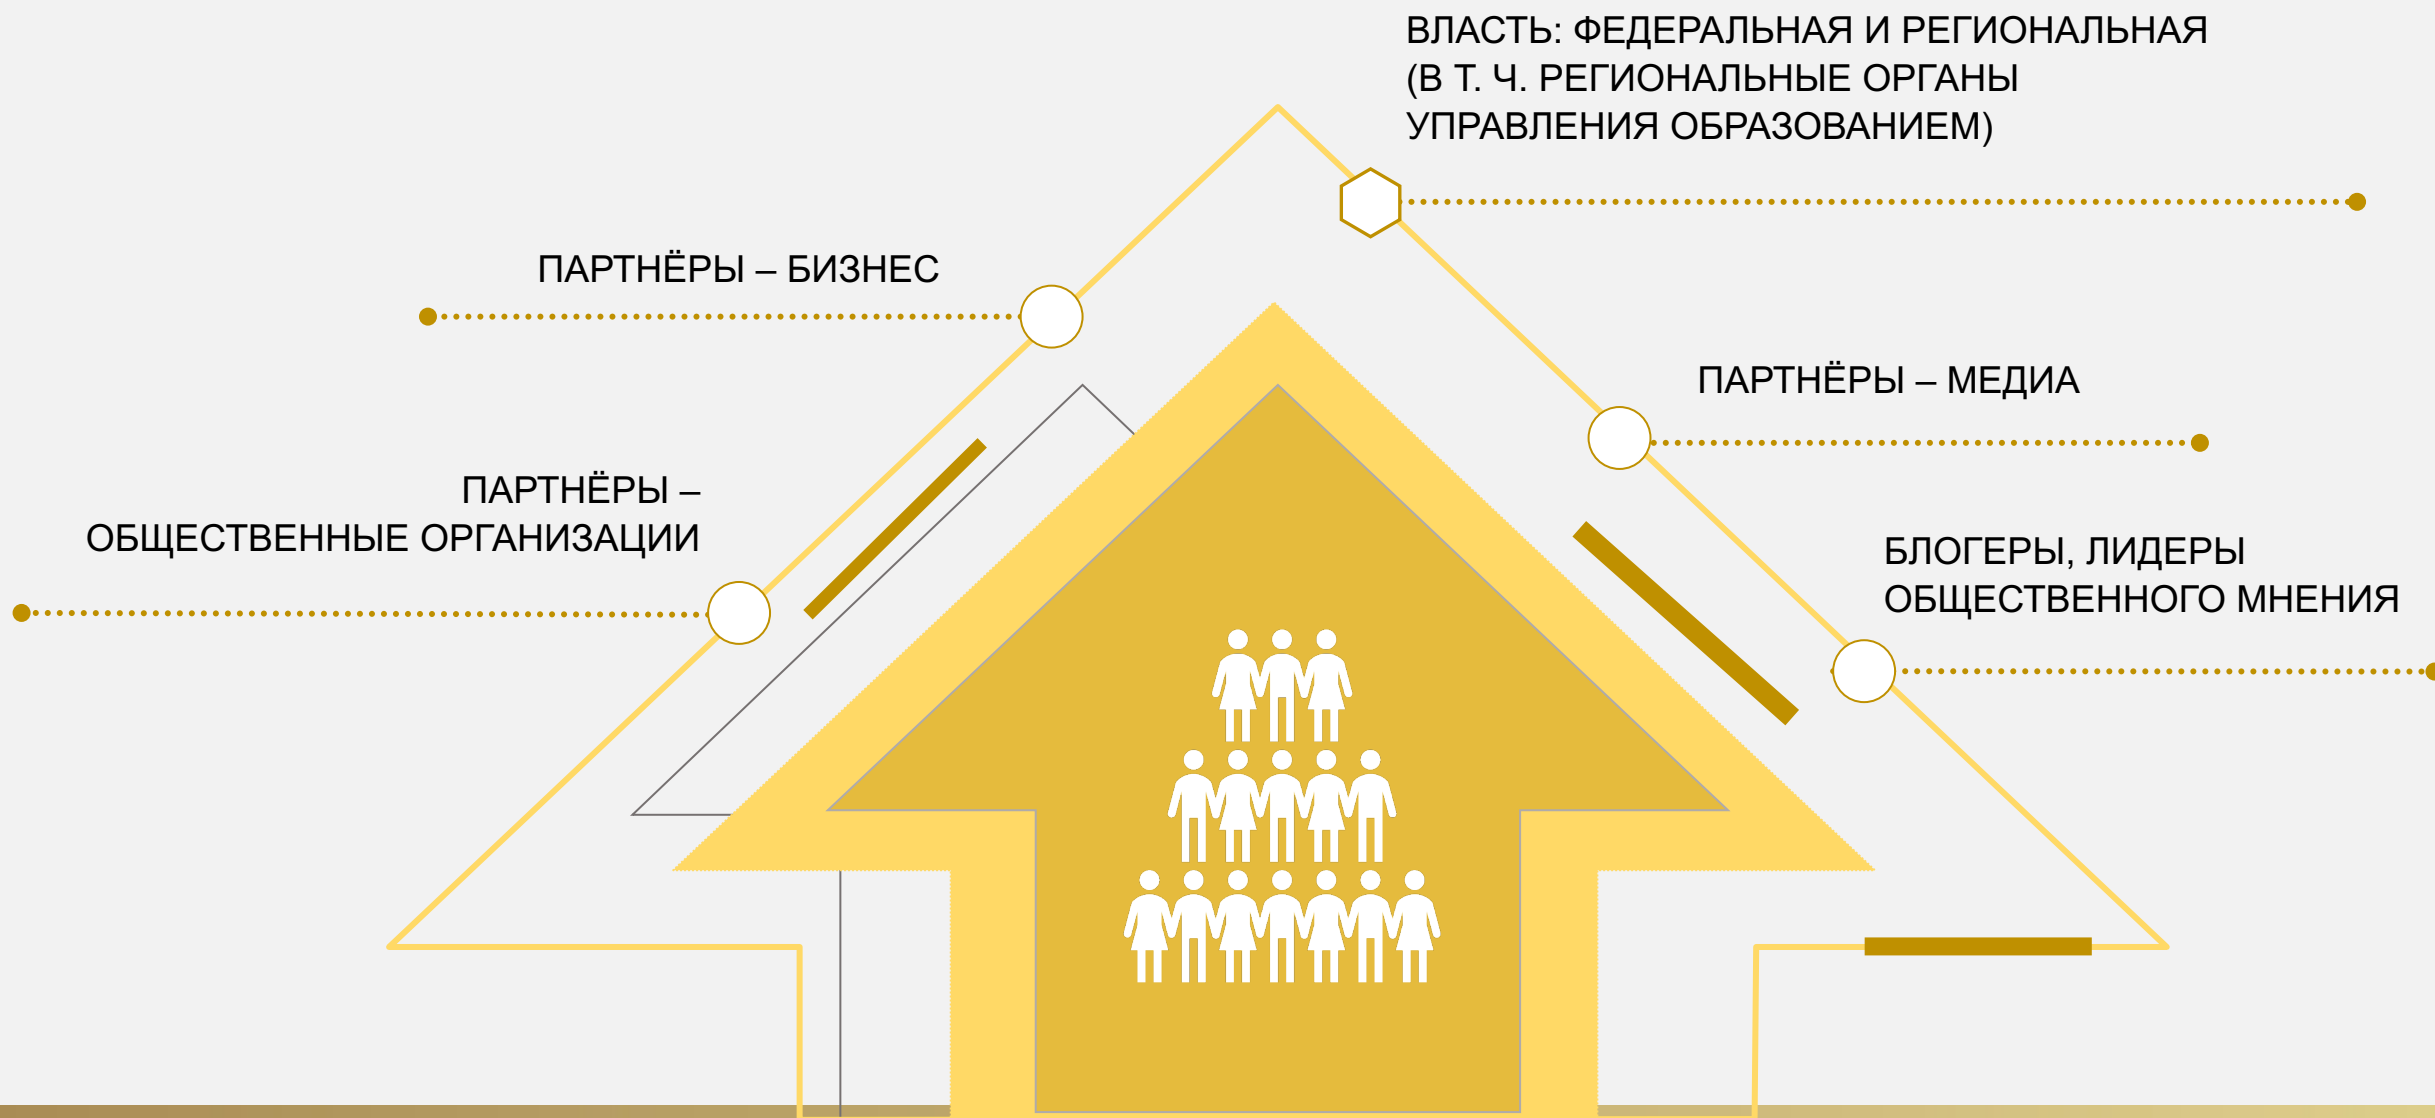 ВЛАСТЬ: ФЕДЕРАЛЬНАЯ И РЕГИОНАЛЬНАЯ
(В Т. Ч. РЕГИОНАЛЬНЫЕ ОРГАНЫ
УПРАВЛЕНИЯ ОБРАЗОВАНИЕМ)
ПАРТНЁРЫ – БИЗНЕС
ПАРТНЁРЫ – МЕДИА
ПАРТНЁРЫ –
ОБЩЕСТВЕННЫЕ ОРГАНИЗАЦИИ
БЛОГЕРЫ, ЛИДЕРЫ
ОБЩЕСТВЕННОГО МНЕНИЯ